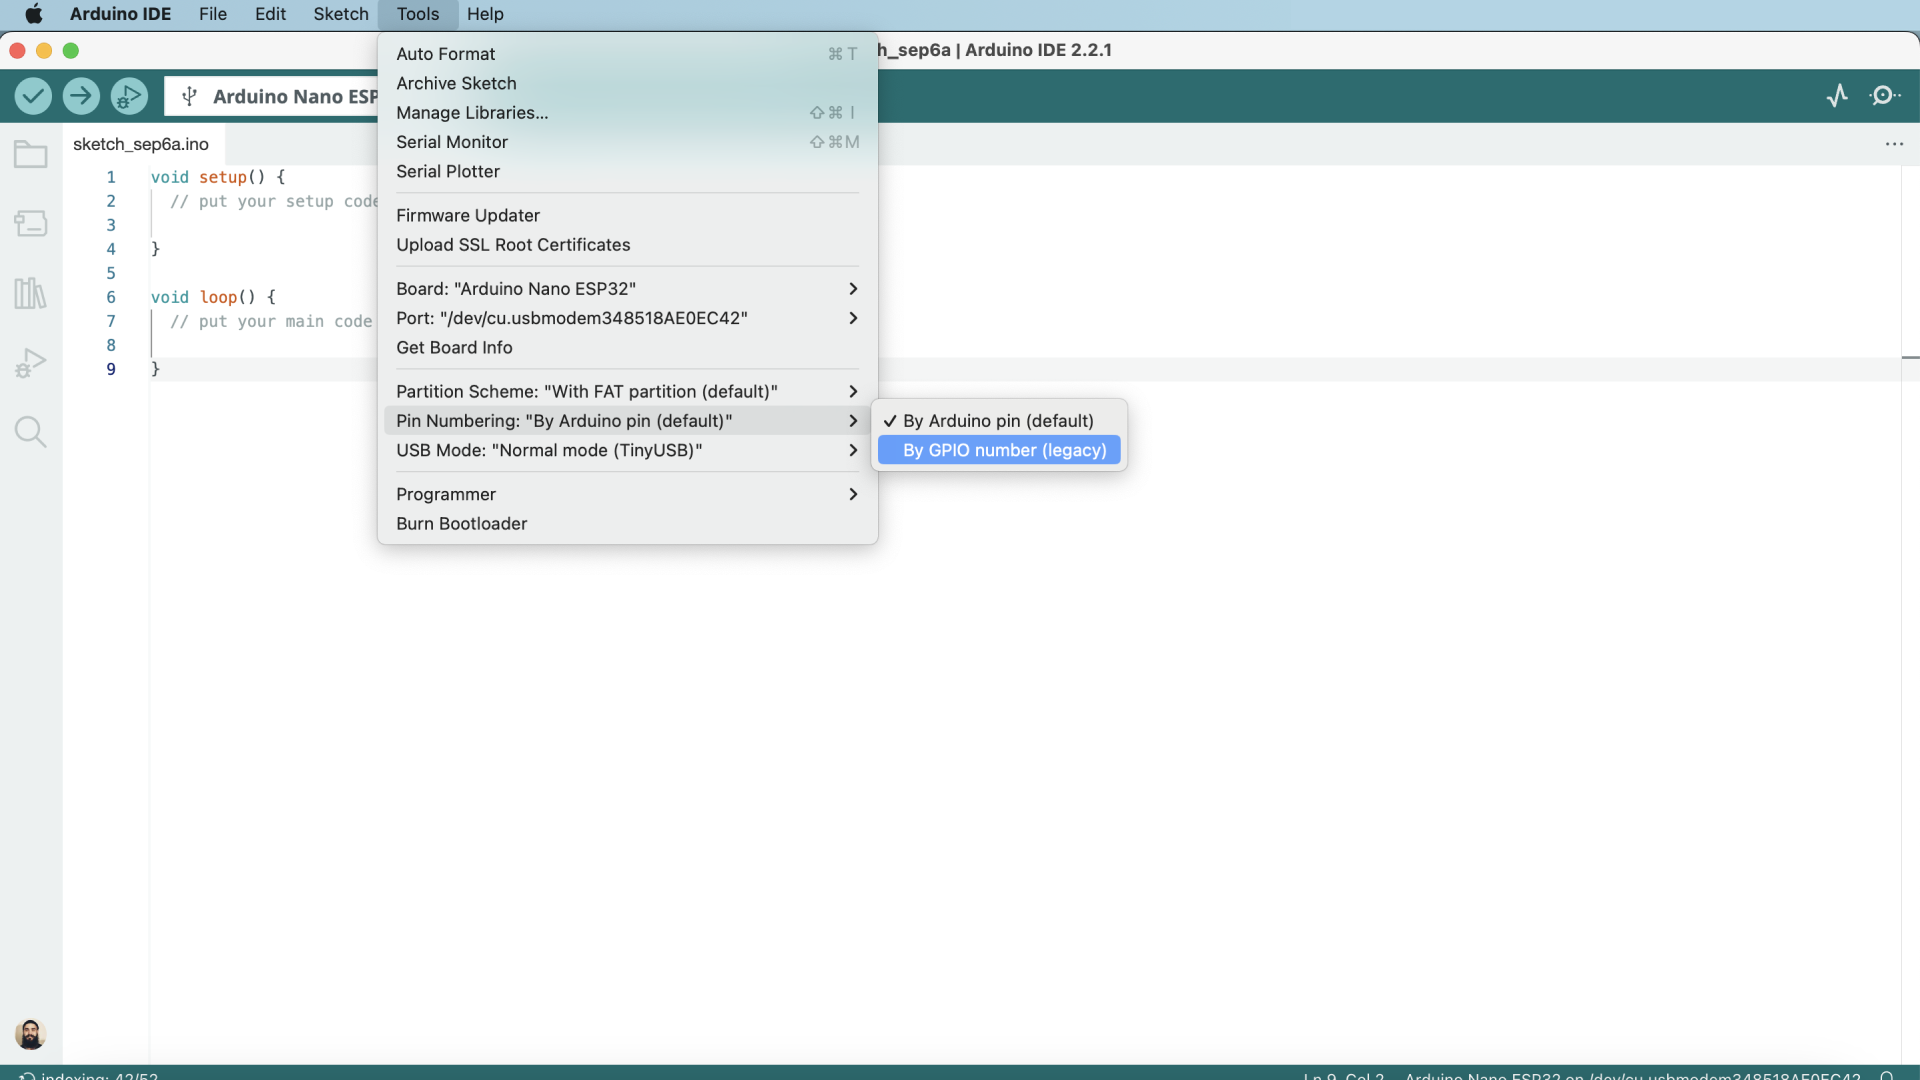 Arduino IDE File Edit Sketch Tools Help
h_sep6a | Arduino IDE 2.2.1
Arduino Nano ESP
sketch_sep6a.ino
Auto Format ⌘ T
Archive Sketch
Manage Libraries... ⇧ ⌘ I
Serial Monitor ⇧ ⌘ M
Serial Plotter
Firmware Updater
Upload SSL Root Certificates
Board: "Arduino Nano ESP32"
Port: "/dev/cu.usbmodem348518AE0EC42"
Get Board Info
Partition Scheme: "With FAT partition (default)"
Pin Numbering: "By Arduino pin (default)"
USB Mode: "Normal mode (TinyUSB)"
Programmer
Burn Bootloader
✓ By Arduino pin (default)
By GPIO number (legacy)
1 void setup() {
2 // put your setup code
3
4 }
5
6 void loop() {
7 // put your main code
8
9 }
indexing: 42/52
Ln 9, Col 2 Arduino Nano ESP32 on /dev/cu.usbmodem348518AE0EC42